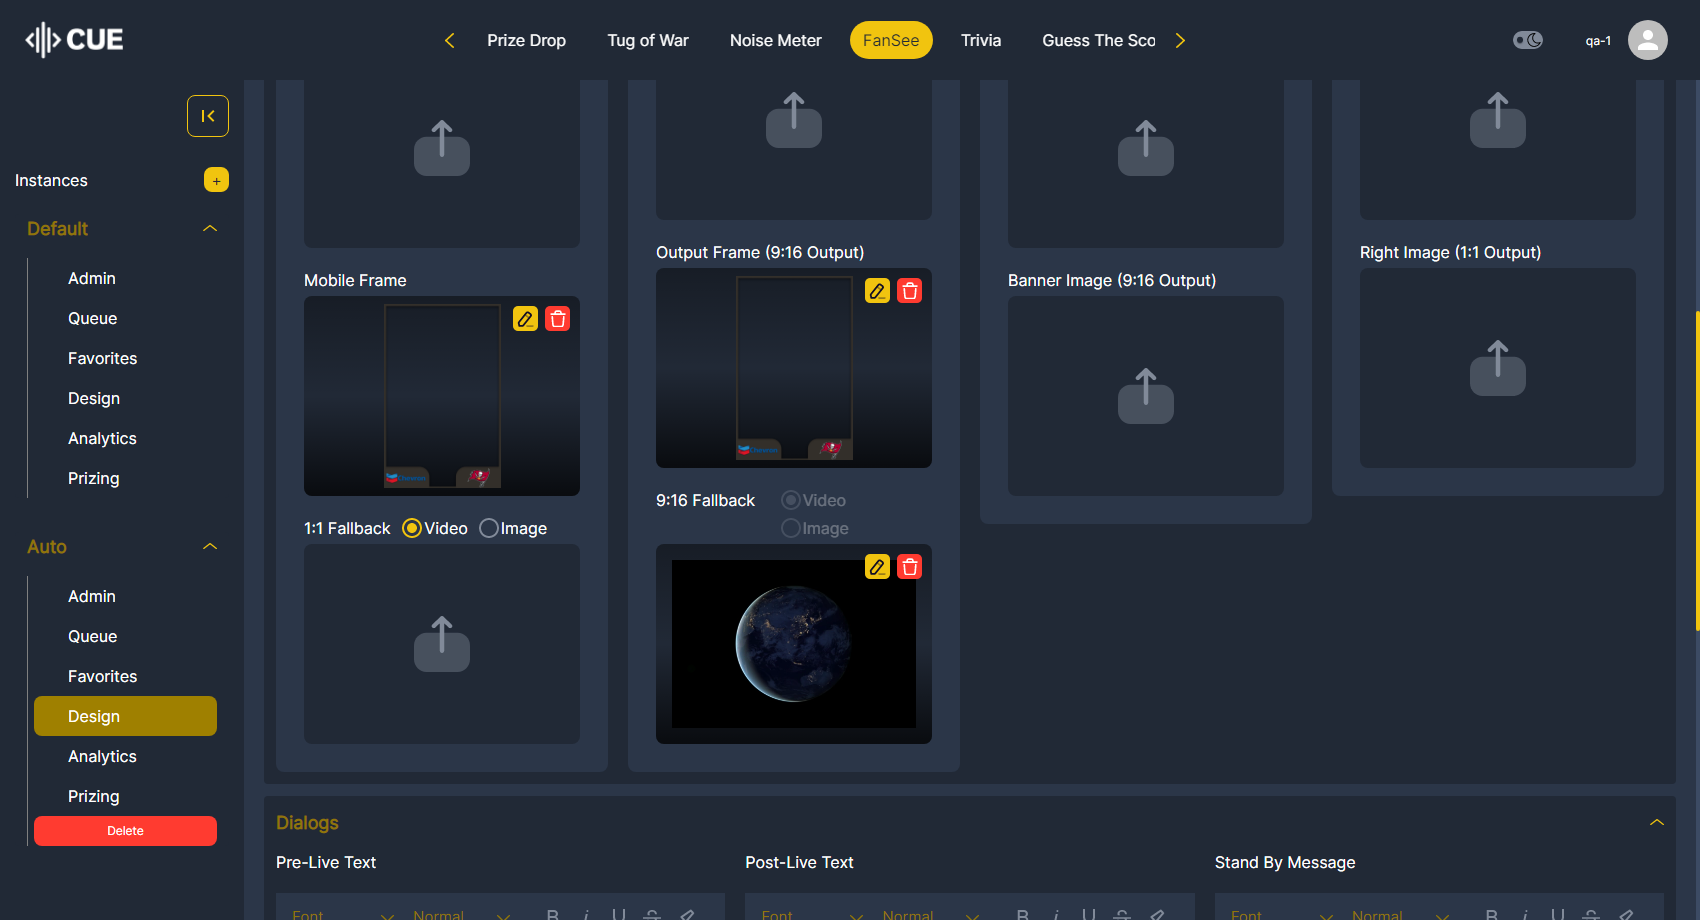 CUE
Prize Drop
Tug of War
Noise Meter
FanSee
Trivia
Guess The Sco
qa-1
Instances
+
Default
Admin
Queue
Favorites
Design
Analytics
Prizing
Auto
Admin
Queue
Favorites
Design
Analytics
Prizing
Delete
Mobile Frame
1:1 Fallback Video Image
Output Frame (9:16 Output)
9:16 Fallback Video
Image
Banner Image (9:16 Output)
Right Image (1:1 Output)
Dialogs
Pre-Live Text
Font Normal B i U S
Post-Live Text
Font Normal B i U S
Stand By Message
Font Normal B i U S